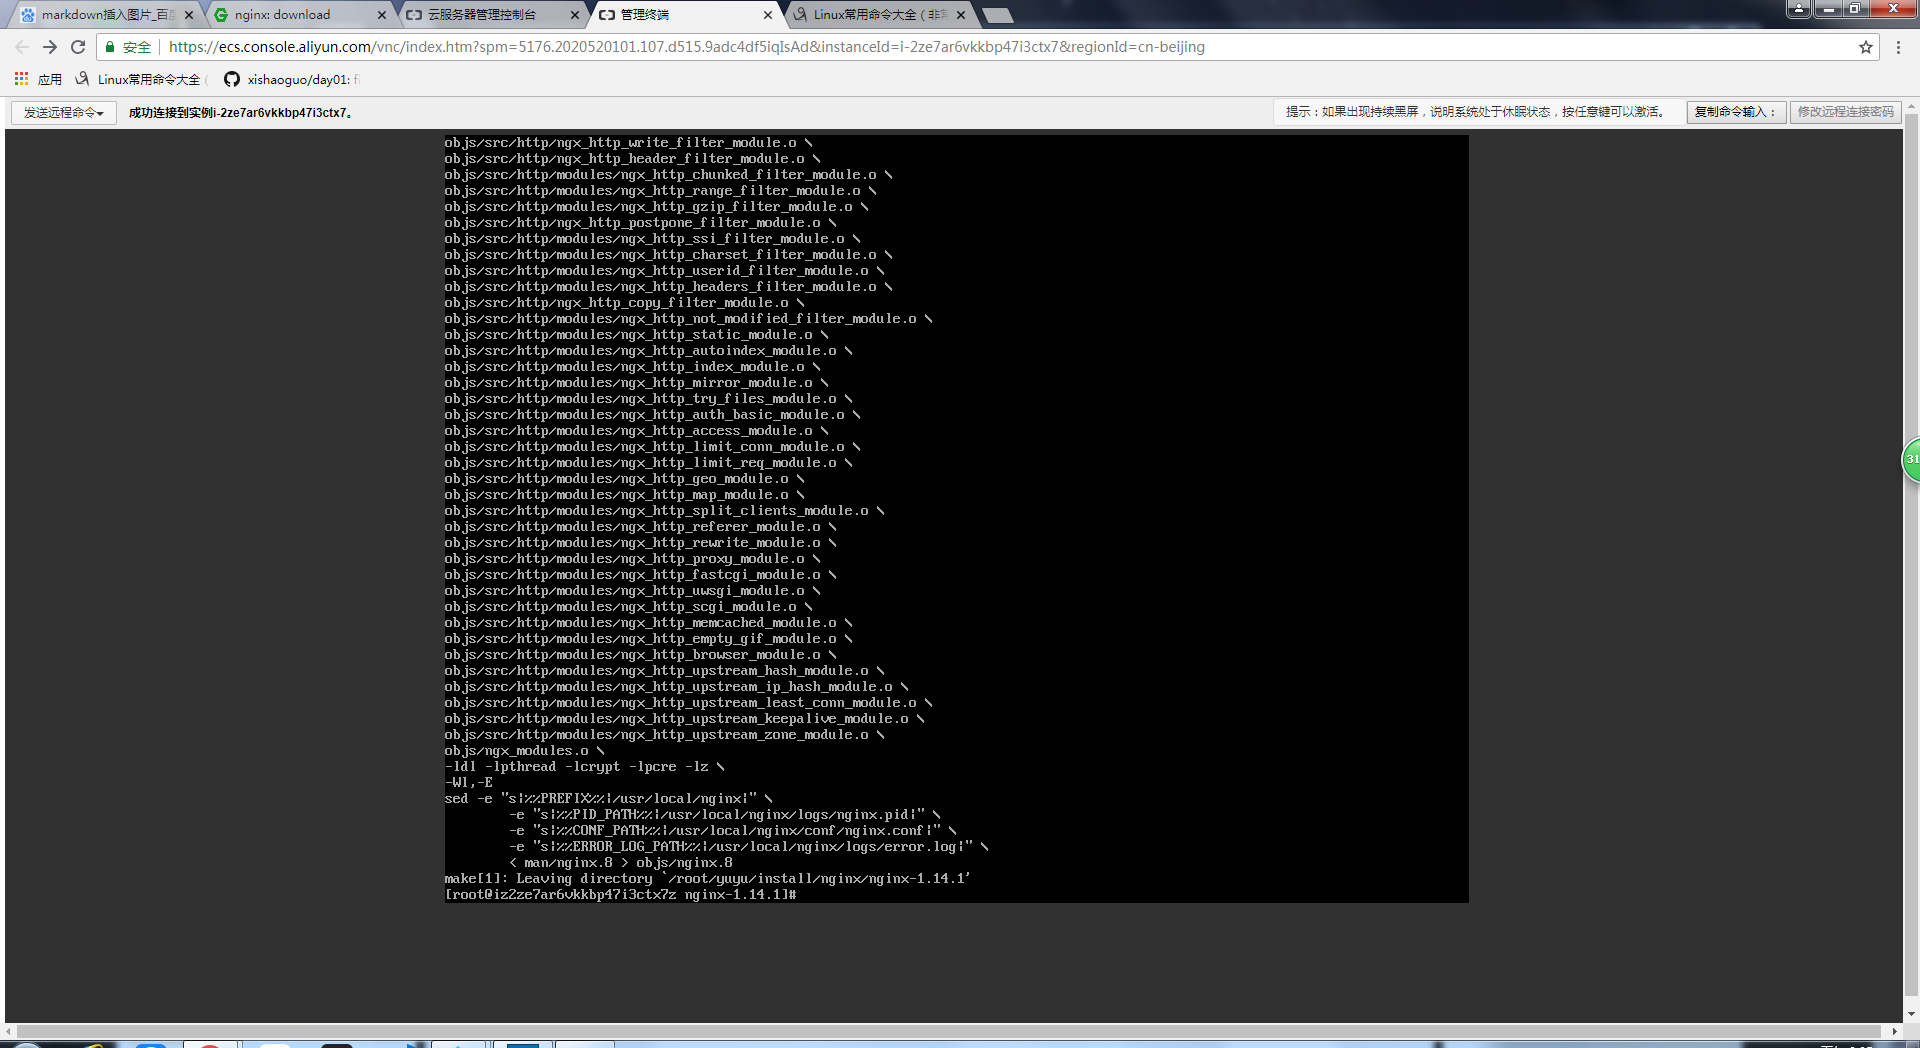 markdown插入图片_百度
nginx: download
云服务器管理控制台
管理终端
Linux常用命令大全（非常
安全 https://ecs.console.aliyun.com/vnc/index.htm?spm=5176.2020520101.107.d515.9adc4df5iqIsAd&instanceId=i-2ze7ar6vkkbp47i3ctx7&regionId=cn-beijing
应用 Linux常用命令大全（ xishaoguo/day01: fi
发送远程命令 成功连接到实例i-2ze7ar6vkkbp47i3ctx7。 提示：如果出现持续黑屏，说明系统处于休眠状态，按任意键可以激活。 复制命令输入： 修改远程连接密码
objs/src/http/ngx_http_write_filter_module.o \
objs/src/http/ngx_http_header_filter_module.o \
objs/src/http/modules/ngx_http_chunked_filter_module.o \
objs/src/http/modules/ngx_http_range_filter_module.o \
objs/src/http/modules/ngx_http_gzip_filter_module.o \
objs/src/http/ngx_http_postpone_filter_module.o \
objs/src/http/modules/ngx_http_ssi_filter_module.o \
objs/src/http/modules/ngx_http_charset_filter_module.o \
objs/src/http/modules/ngx_http_userid_filter_module.o \
objs/src/http/modules/ngx_http_headers_filter_module.o \
objs/src/http/ngx_http_copy_filter_module.o \
objs/src/http/modules/ngx_http_not_modified_filter_module.o \
objs/src/http/modules/ngx_http_static_module.o \
objs/src/http/modules/ngx_http_autoindex_module.o \
objs/src/http/modules/ngx_http_index_module.o \
objs/src/http/modules/ngx_http_mirror_module.o \
objs/src/http/modules/ngx_http_try_files_module.o \
objs/src/http/modules/ngx_http_auth_basic_module.o \
objs/src/http/modules/ngx_http_access_module.o \
objs/src/http/modules/ngx_http_limit_conn_module.o \
objs/src/http/modules/ngx_http_limit_req_module.o \
objs/src/http/modules/ngx_http_geo_module.o \
objs/src/http/modules/ngx_http_map_module.o \
objs/src/http/modules/ngx_http_split_clients_module.o \
objs/src/http/modules/ngx_http_referer_module.o \
objs/src/http/modules/ngx_http_rewrite_module.o \
objs/src/http/modules/ngx_http_proxy_module.o \
objs/src/http/modules/ngx_http_fastcgi_module.o \
objs/src/http/modules/ngx_http_uwsgi_module.o \
objs/src/http/modules/ngx_http_scgi_module.o \
objs/src/http/modules/ngx_http_memcached_module.o \
objs/src/http/modules/ngx_http_empty_gif_module.o \
objs/src/http/modules/ngx_http_browser_module.o \
objs/src/http/modules/ngx_http_upstream_hash_module.o \
objs/src/http/modules/ngx_http_upstream_ip_hash_module.o \
objs/src/http/modules/ngx_http_upstream_least_conn_module.o \
objs/src/http/modules/ngx_http_upstream_keepalive_module.o \
objs/src/http/modules/ngx_http_upstream_zone_module.o \
objs/ngx_modules.o \
-ldl -lpthread -lcrypt -lpcre -lz \
-Wl,-E
sed -e "s|%%PREFIX%%|/usr/local/nginx|" \
-e "s|%%PID_PATH%%|/usr/local/nginx/logs/nginx.pid|" \
-e "s|%%CONF_PATH%%|/usr/local/nginx/conf/nginx.conf|" \
-e "s|%%ERROR_LOG_PATH%%|/usr/local/nginx/logs/error.log|" \
< man/nginx.8 > objs/nginx.8
make[1]: Leaving directory `/root/yuyu/install/nginx/nginx-1.14.1'
[root@iz2ze7ar6vkkbp47i3ctx7z nginx-1.14.1]#
31